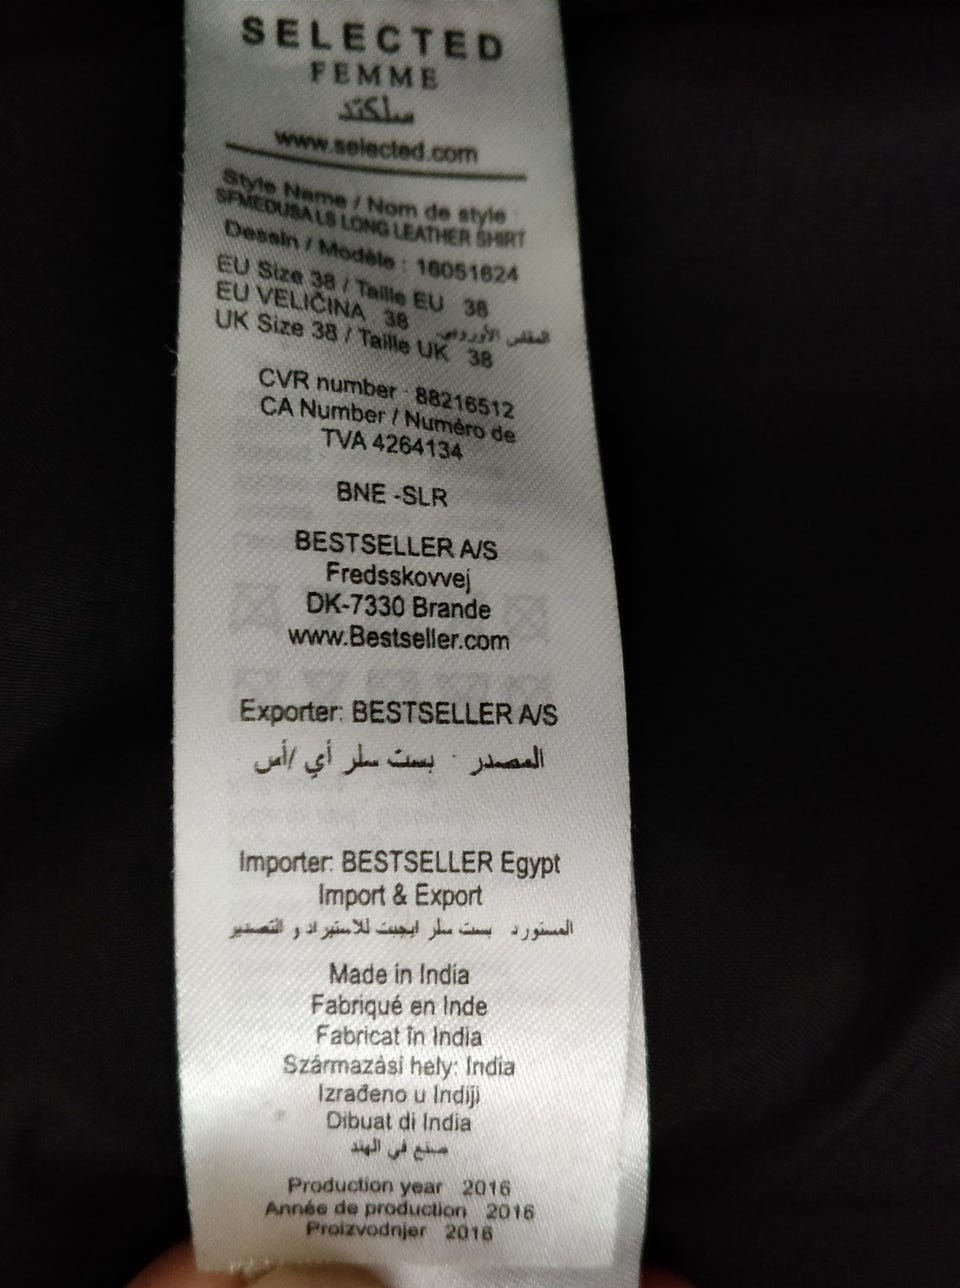 SELECTED
FEMME
سلكتد
www.selected.com
Style Name / Nom de style :
SFMEDUSA LS LONG LEATHER SHIRT
Dessin / Modèle : 16051624
EU Size 38 / Taille EU 38
EU VELIČINA 38 المقاس الأوروبي
UK Size 38 / Taille UK 38
CVR number : 88216512
CA Number / Numéro de
TVA 4264134
BNE -SLR
BESTSELLER A/S
Fredsskovvej
DK-7330 Brande
www.Bestseller.com
Exporter: BESTSELLER A/S
المصدر : بست سلر أي /أس
Importer: BESTSELLER Egypt
Import & Export
المستورد بست سلر ايجبت للاستيراد و التصدير
Made in India
Fabriqué en Inde
Fabricat în India
Származási hely: India
Izrađeno u Indiji
Dibuat di India
صنع في الهند
Production year 2016
Année de production 2016
Proizvodnjer 2016